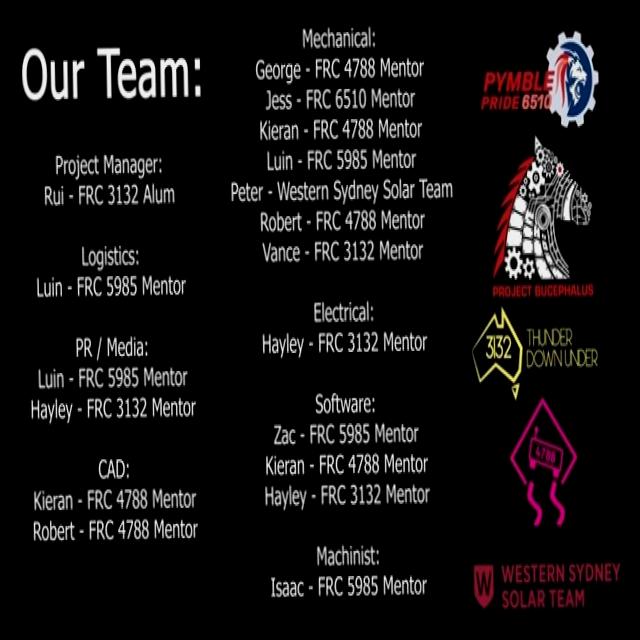 Our Team:
Project Manager:
Rui - FRC 3132 Alum
Logistics:
Luin - FRC 5985 Mentor
PR / Media:
Luin - FRC 5985 Mentor
Hayley - FRC 3132 Mentor
CAD:
Kieran - FRC 4788 Mentor
Robert - FRC 4788 Mentor
Mechanical:
George - FRC 4788 Mentor
Jess - FRC 6510 Mentor
Kieran - FRC 4788 Mentor
Luin - FRC 5985 Mentor
Peter - Western Sydney Solar Team
Robert - FRC 4788 Mentor
Vance - FRC 3132 Mentor
Electrical:
Hayley - FRC 3132 Mentor
Software:
Zac - FRC 5985 Mentor
Kieran - FRC 4788 Mentor
Hayley - FRC 3132 Mentor
Machinist:
Isaac - FRC 5985 Mentor
PYMBLE
PRIDE 6510
PROJECT BUCEPHALUS
3132
THUNDER
DOWN UNDER
4788
W
WESTERN SYDNEY
SOLAR TEAM